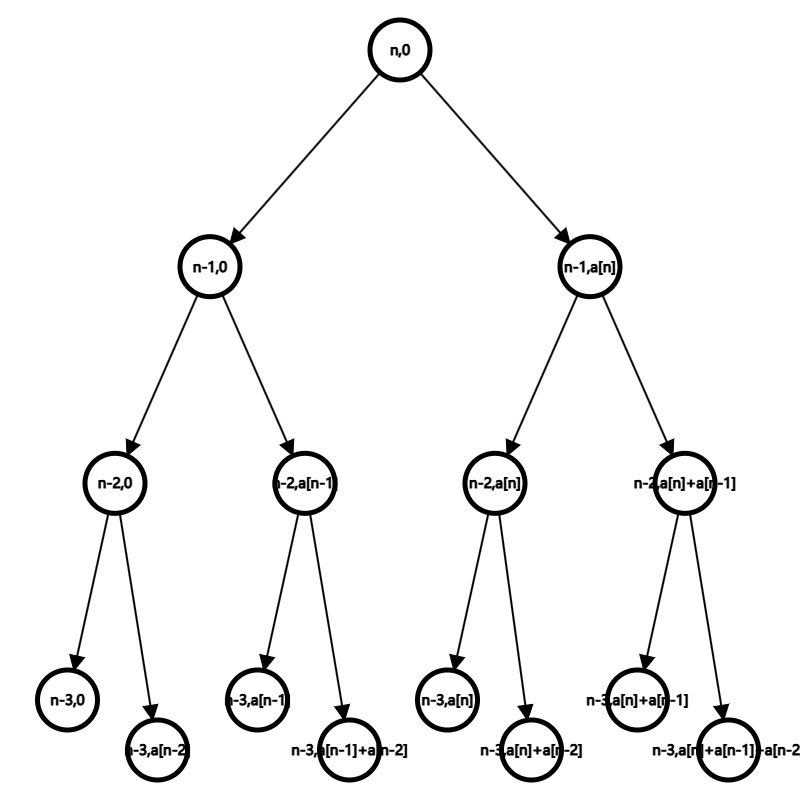 n,0
n-1,0
n-1,a[n]
n-2,0
n-2,a[n-1]
n-2,a[n]
n-2,a[n]+a[n-1]
n-3,0
n-3,a[n-1]
n-3,a[n]
n-3,a[n]+a[n-1]
n-3,a[n-2]
n-3,a[n-1]+a[n-2]
n-3,a[n]+a[n-2]
n-3,a[n]+a[n-1]+a[n-2